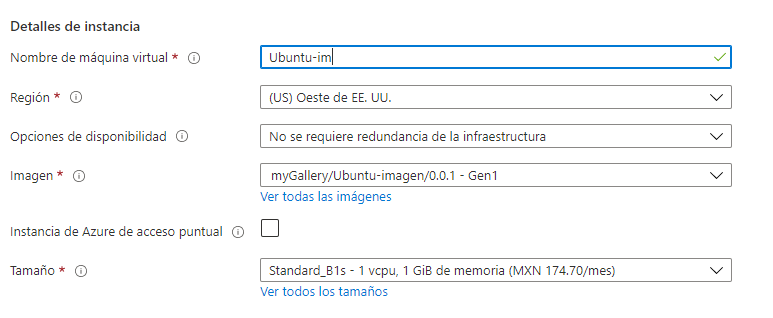 Detalles de instancia
Nombre de máquina virtual *
Ubuntu-im
Región *
(US) Oeste de EE. UU.
Opciones de disponibilidad
No se requiere redundancia de la infraestructura
Imagen *
myGallery/Ubuntu-imagen/0.0.1 - Gen1
Ver todas las imágenes
Instancia de Azure de acceso puntual
Tamaño *
Standard_B1s - 1 vcpu, 1 GiB de memoria (MXN 174.70/mes)
Ver todos los tamaños